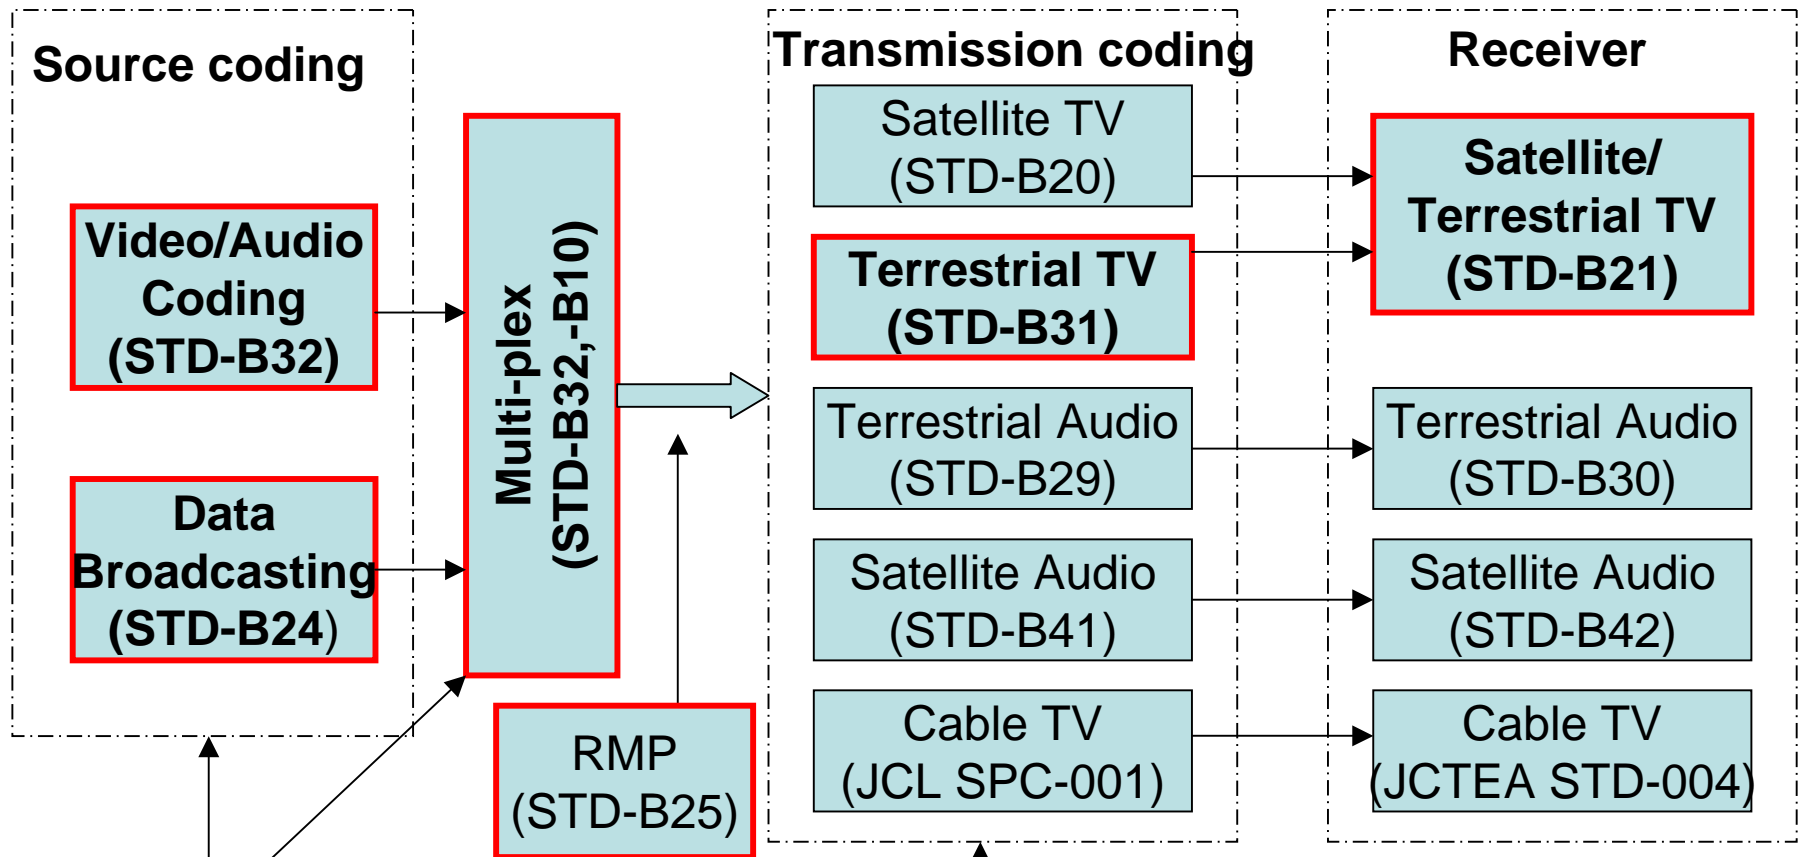 Source coding
Video/Audio
Coding
(STD-B32)
Data
Broadcasting
(STD-B24)
Multi-plex
(STD-B32,-B10)
RMP
(STD-B25)
Transmission coding
Satellite TV
(STD-B20)
Terrestrial TV
(STD-B31)
Terrestrial Audio
(STD-B29)
Satellite Audio
(STD-B41)
Cable TV
(JCL SPC-001)
Receiver
Satellite/
Terrestrial TV
(STD-B21)
Terrestrial Audio
(STD-B30)
Satellite Audio
(STD-B42)
Cable TV
(JCTEA STD-004)